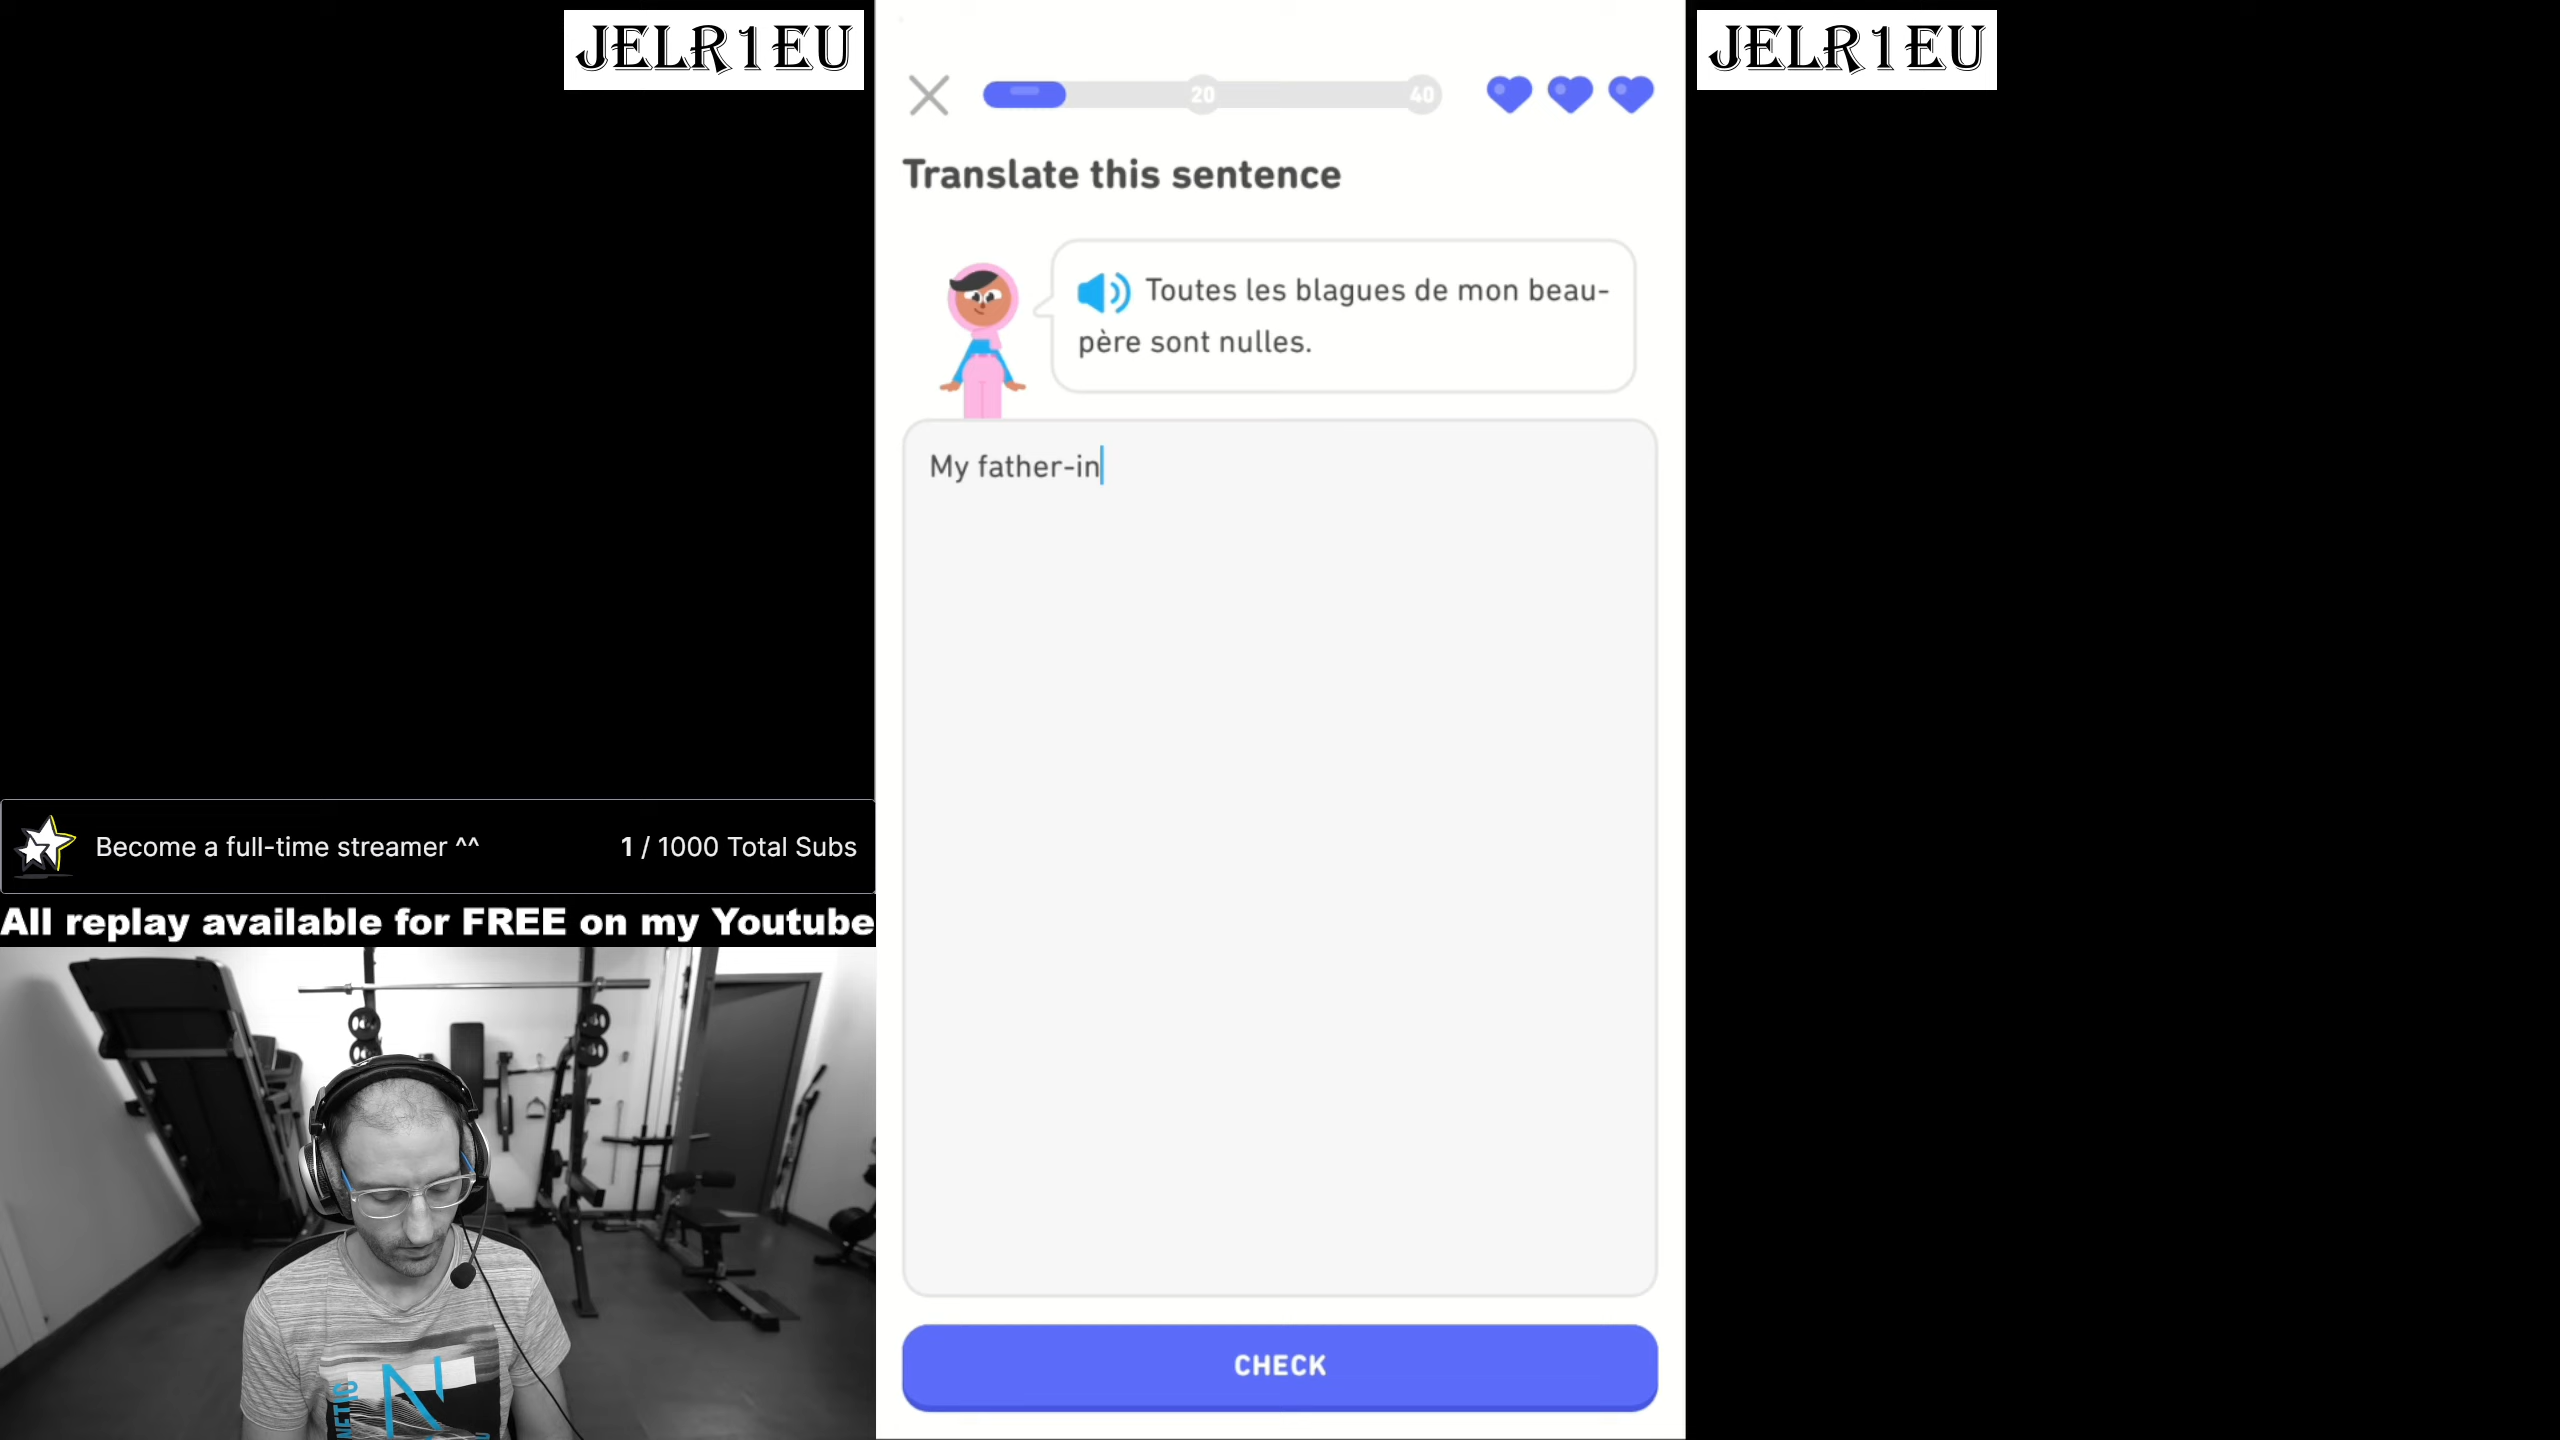 JELR1EU
JELR1EU
20
40
Translate this sentence
Toutes les blagues de mon beau-
père sont nulles.
My father-in
Become a full-time streamer ^^
1 / 1000 Total Subs
All replay available for FREE on my Youtube
CHECK